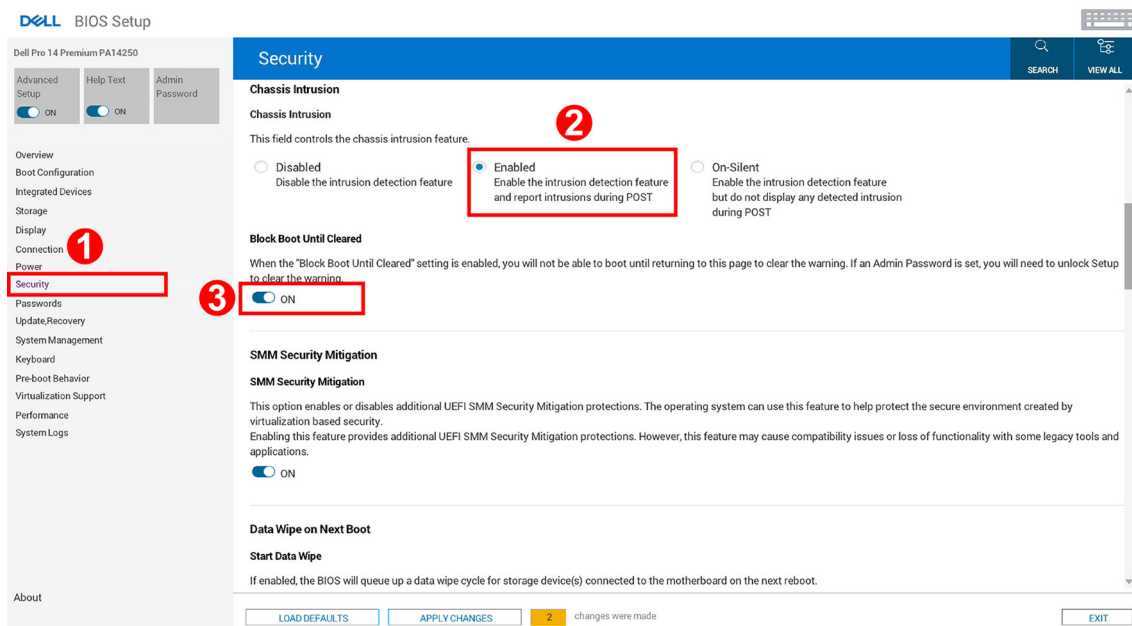 DELL BIOS Setup
Dell Pro 14 Premium PA14250
Advanced Setup
ON
Help Text
ON
Admin Password
Overview
Boot Configuration
Integrated Devices
Storage
Display
Connection
1
Power
Security
Passwords
Update,Recovery
System Management
Keyboard
Pre-boot Behavior
Virtualization Support
Performance
System Logs
About
Security
SEARCH
VIEW ALL
Chassis Intrusion
Chassis Intrusion
2
This field controls the chassis intrusion feature.
Disabled
Disable the intrusion detection feature
Enabled
Enable the intrusion detection feature
and report intrusions during POST
On-Silent
Enable the intrusion detection feature
but do not display any detected intrusion
during POST
Block Boot Until Cleared
When the "Block Boot Until Cleared" setting is enabled, you will not be able to boot until returning to this page to clear the warning. If an Admin Password is set, you will need to unlock Setup
to clear the warning.
3
ON
SMM Security Mitigation
SMM Security Mitigation
This option enables or disables additional UEFI SMM Security Mitigation protections. The operating system can use this feature to help protect the secure environment created by
virtualization based security.
Enabling this feature provides additional UEFI SMM Security Mitigation protections. However, this feature may cause compatibility issues or loss of functionality with some legacy tools and
applications.
ON
Data Wipe on Next Boot
Start Data Wipe
If enabled, the BIOS will queue up a data wipe cycle for storage device(s) connected to the motherboard on the next reboot.
LOAD DEFAULTS
APPLY CHANGES
2 changes were made
EXIT